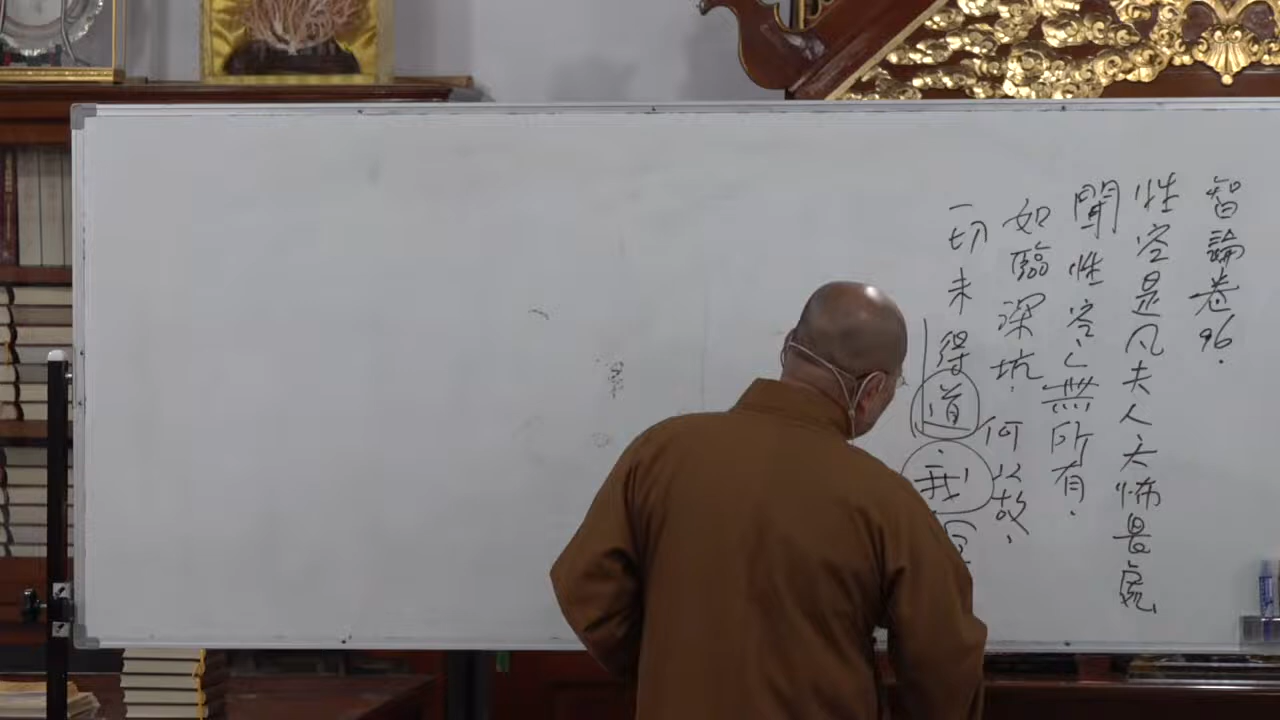 智論卷96.
性空是凡夫人大怖畏處
聞性空、無所有.
如臨深坑.何以故、
一切未得道.我